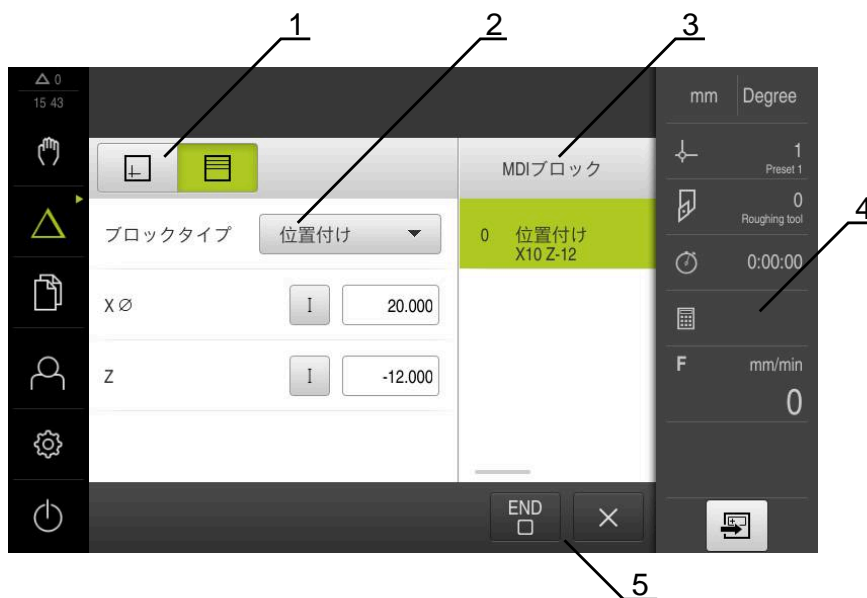 1
2
3
△ 0
15 43
mm
Degree
MDIブロック
1
Preset 1
ブロックタイプ
位置付け
0 位置付け
X10 Z-12
0
Roughing tool
4
0:00:00
X ∅
I
20.000
Z
I
-12.000
F
mm/min
0
END
5